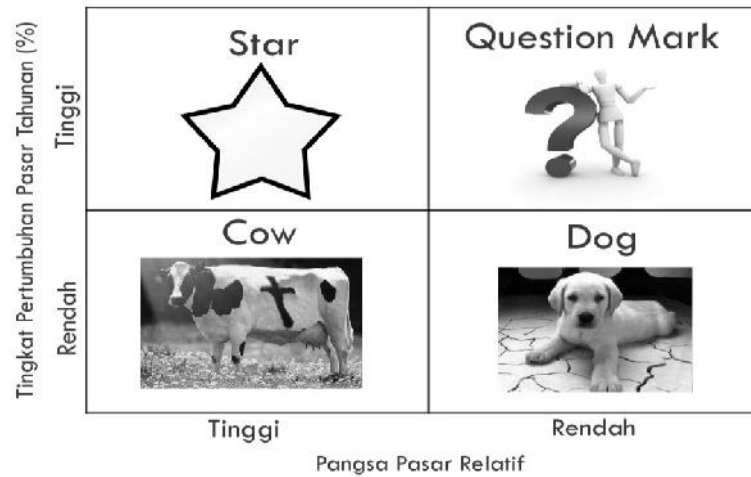 Tingkat Pertumbuhan Pasar Tahunan (%)
Tinggi
Star
Question Mark
?
Rendah
Cow
Dog
Tinggi
Rendah
Pangsa Pasar Relatif